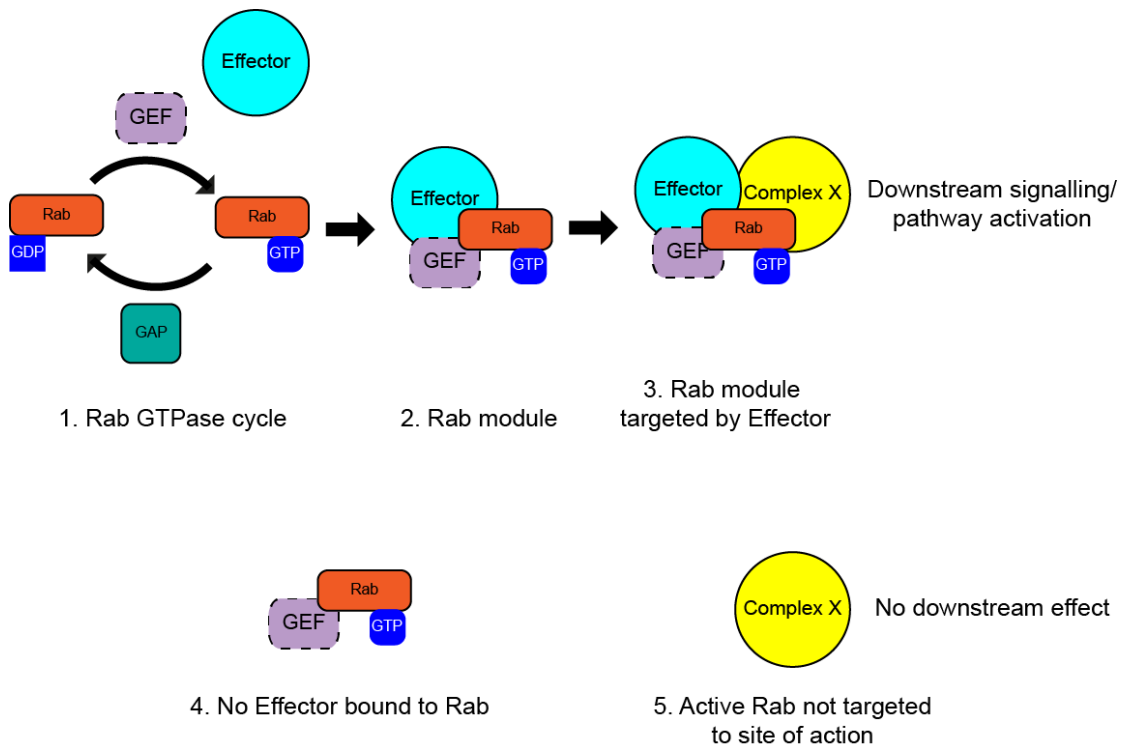 Effector
GEF
Rab
GDP
Rab
GTP
GAP
1. Rab GTPase cycle
Effector
Rab
GEF
GTP
2. Rab module
Effector
Complex X
Rab
GEF
GTP
3. Rab module
targeted by Effector
Downstream signalling/
pathway activation
Rab
GEF
GTP
4. No Effector bound to Rab
Complex X
No downstream effect
5. Active Rab not targeted
to site of action